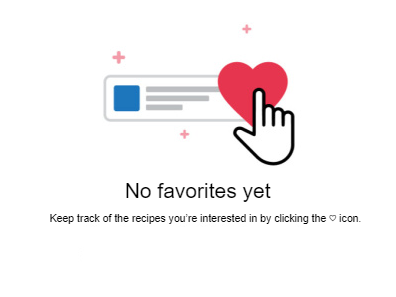 No favorites yet
Keep track of the recipes you're interested in by clicking the ♡ icon.